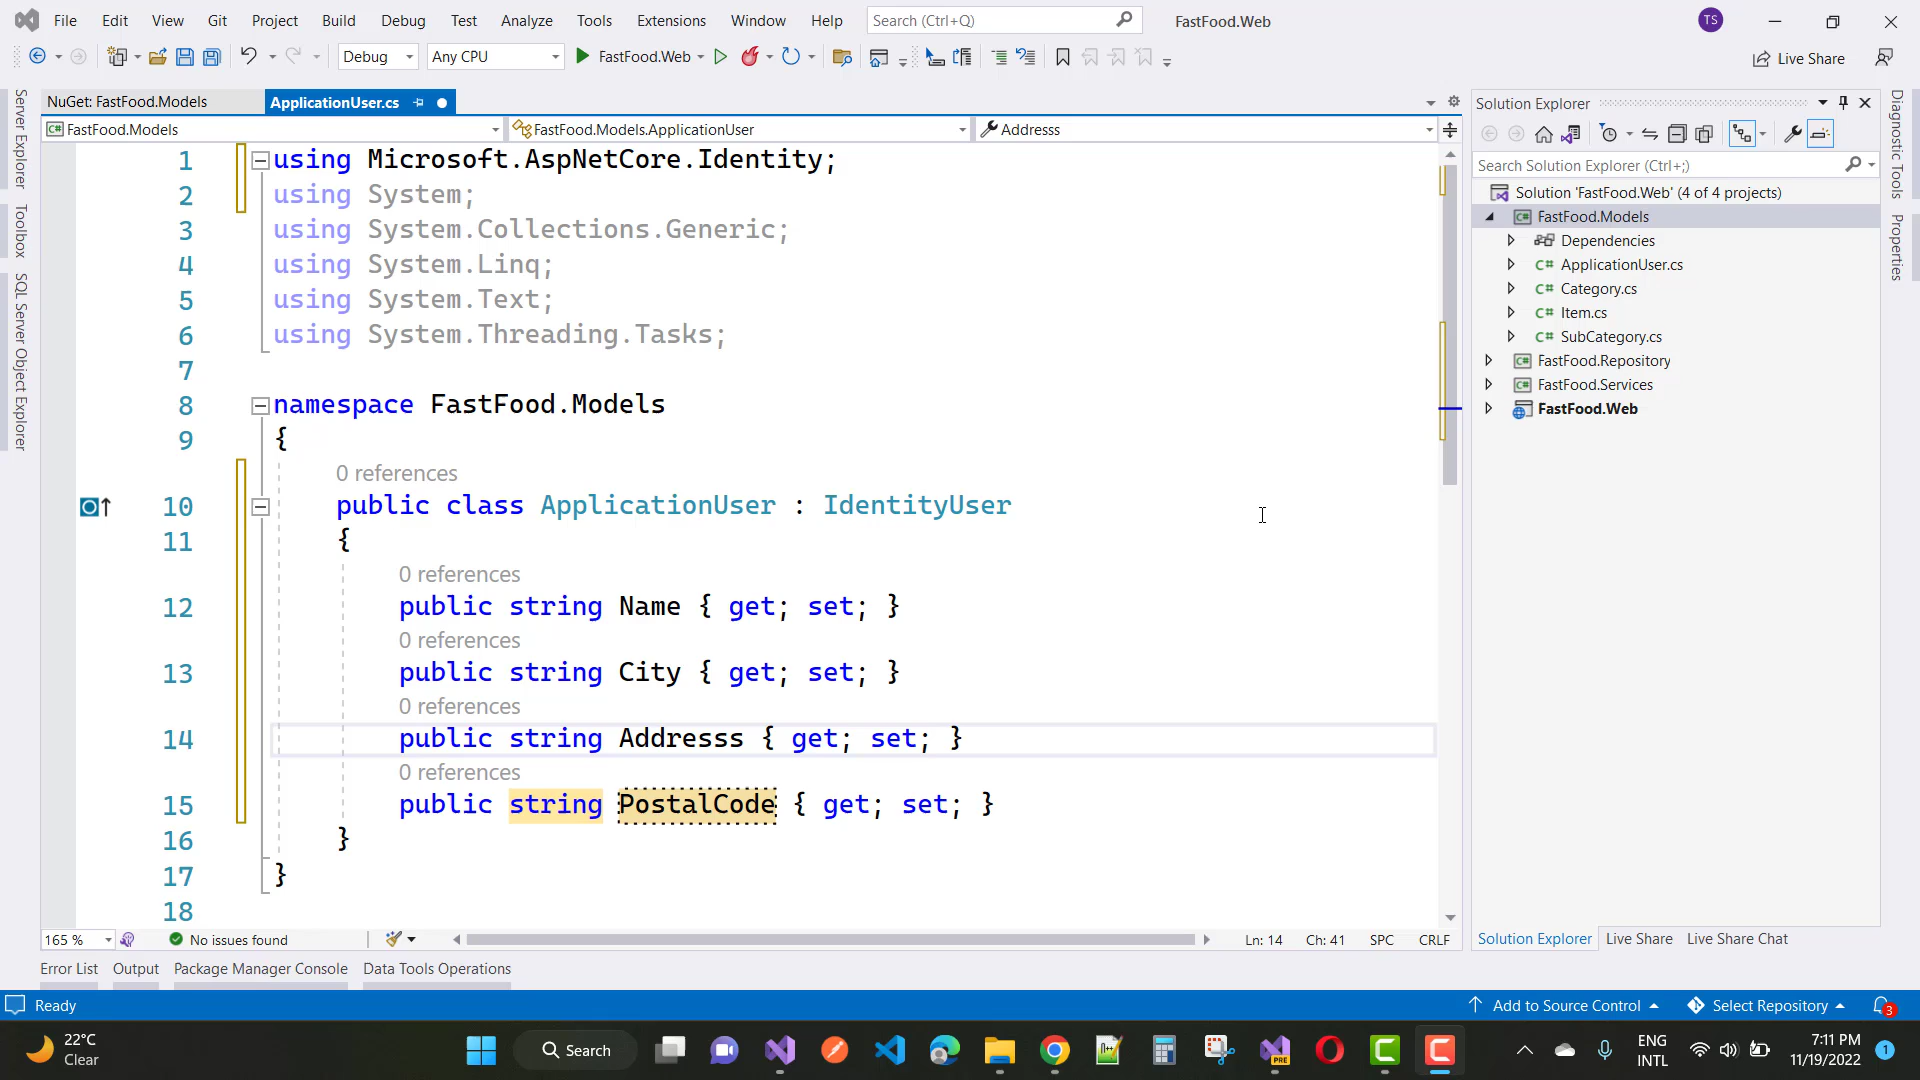 File Edit View Git Project Build Debug Test Analyze Tools Extensions Window Help Search (Ctrl+Q) FastFood.Web TS
Debug Any CPU FastFood.Web Live Share
NuGet: FastFood.Models ApplicationUser.cs
FastFood.Models FastFood.Models.ApplicationUser Addresss
1 using Microsoft.AspNetCore.Identity;
2 using System;
3 using System.Collections.Generic;
4 using System.Linq;
5 using System.Text;
6 using System.Threading.Tasks;
7
8 namespace FastFood.Models
9 {
0 references
10 public class ApplicationUser : IdentityUser
11 {
0 references
12 public string Name { get; set; }
0 references
13 public string City { get; set; }
0 references
14 public string Addresss { get; set; }
0 references
15 public string PostalCode { get; set; }
16 }
17 }
18
165 % No issues found Ln: 14 Ch: 41 SPC CRLF
Server Explorer
Toolbox
SQL Server Object Explorer
Solution Explorer
Search Solution Explorer (Ctrl+;)
Solution 'FastFood.Web' (4 of 4 projects)
FastFood.Models
Dependencies
C# ApplicationUser.cs
C# Category.cs
C# Item.cs
C# SubCategory.cs
FastFood.Repository
FastFood.Services
FastFood.Web
Solution Explorer Live Share Live Share Chat
Diagnostic Tools
Properties
Error List Output Package Manager Console Data Tools Operations
Ready Add to Source Control Select Repository 3
22°C
Clear
Search
PRE
ENG
INTL
7:11 PM
11/19/2022
1